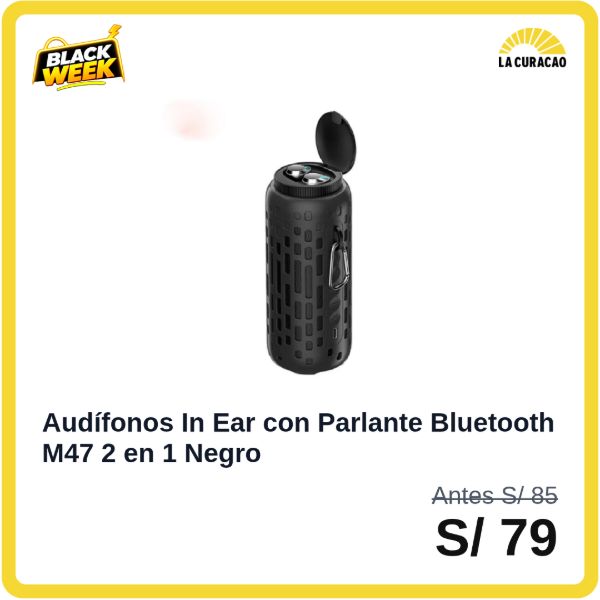 BLACK
WEEK
LA CURACAO
Audífonos In Ear con Parlante Bluetooth
M47 2 en 1 Negro
Antes S/ 85
S/ 79